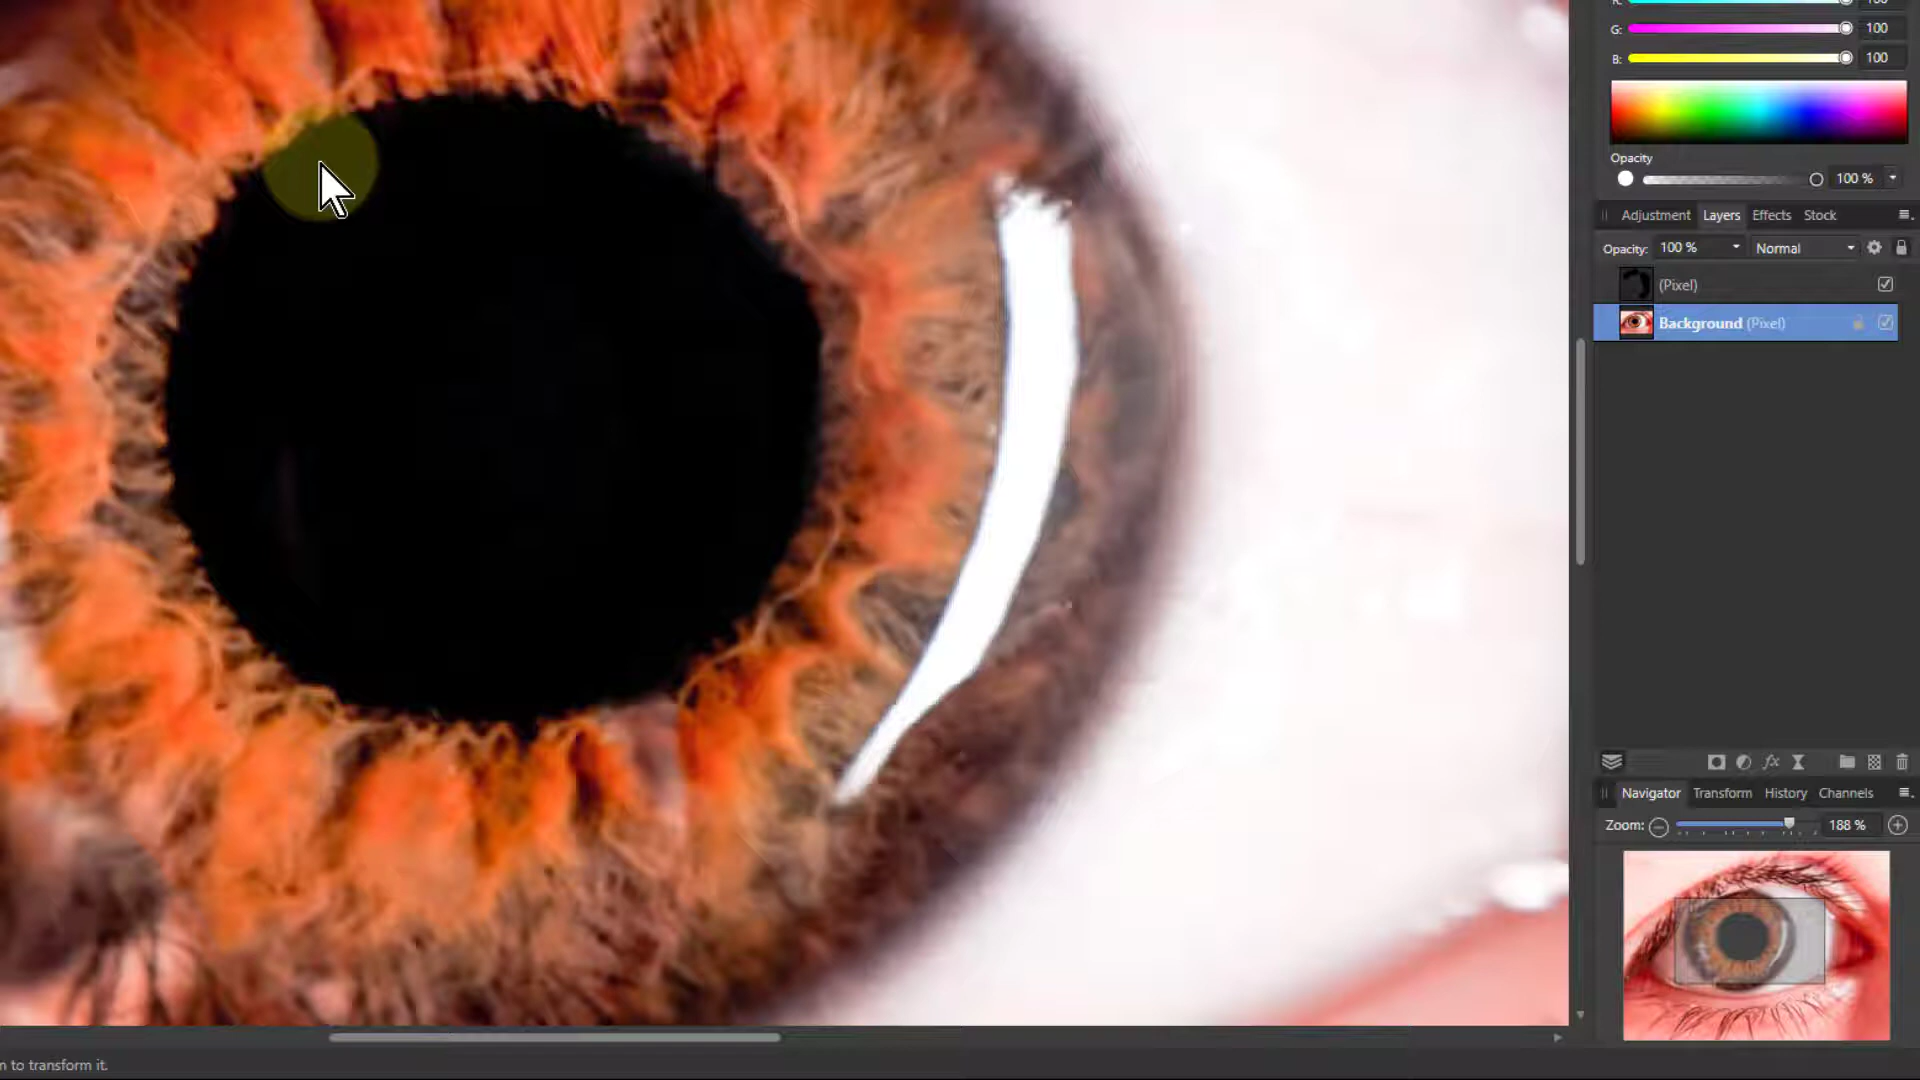 G: 100
B: 100
Opacity
100 %
Adjustment Layers Effects Stock
Opacity: 100 % Normal
(Pixel)
Background (Pixel)
fx
Navigator Transform History Channels
Zoom: 188 %
to transform it.